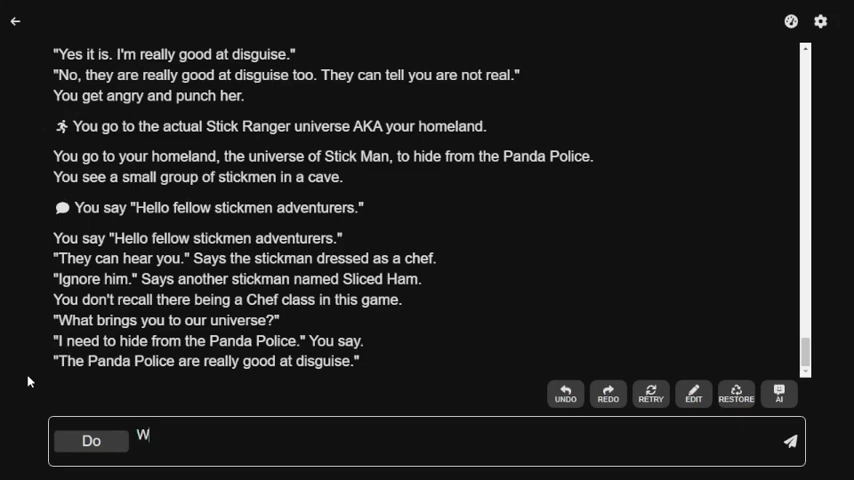 "Yes it is. I'm really good at disguise."
"No, they are really good at disguise too. They can tell you are not real."
You get angry and punch her.
You go to the actual Stick Ranger universe AKA your homeland.
You go to your homeland, the universe of Stick Man, to hide from the Panda Police.
You see a small group of stickmen in a cave.
You say "Hello fellow stickmen adventurers."
You say "Hello fellow stickmen adventurers."
"They can hear you." Says the stickman dressed as a chef.
"Ignore him." Says another stickman named Sliced Ham.
You don't recall there being a Chef class in this game.
"What brings you to our universe?"
"I need to hide from the Panda Police." You say.
"The Panda Police are really good at disguise."
UNDO REDO RETRY EDIT RESTORE AI
Do W